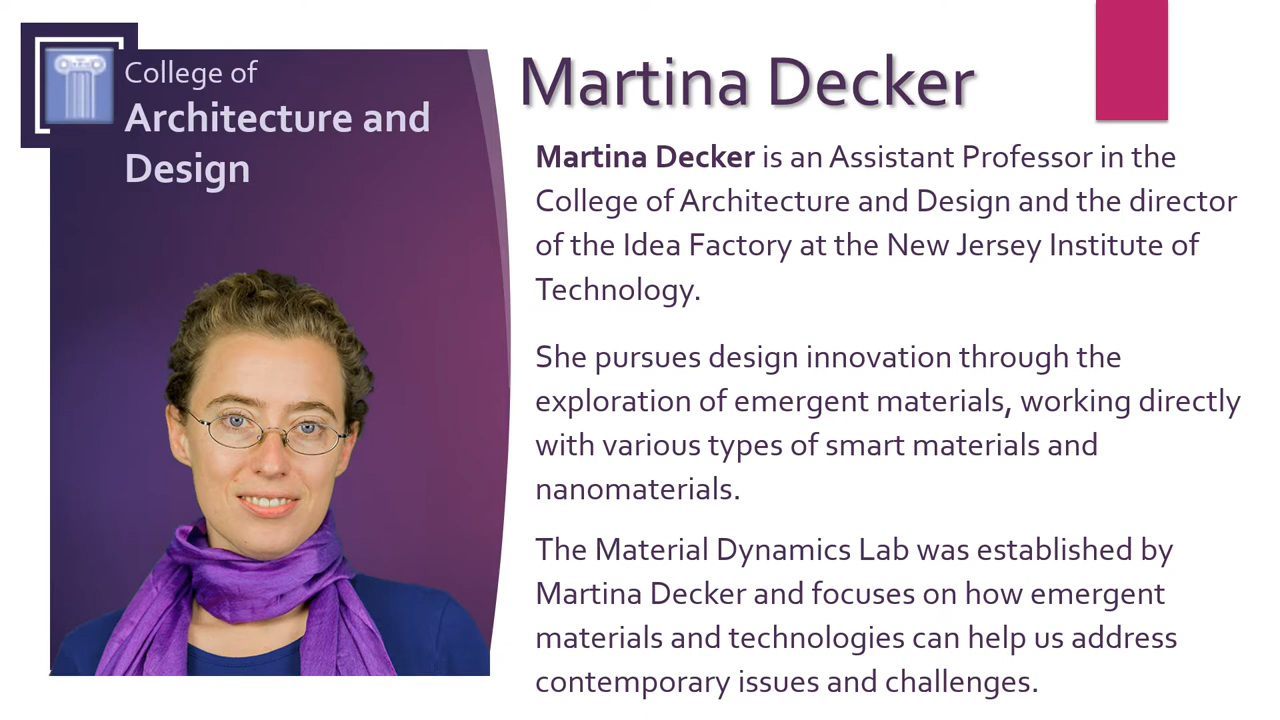 College of
Architecture and
Design
Martina Decker
Martina Decker is an Assistant Professor in the
College of Architecture and Design and the director
of the Idea Factory at the New Jersey Institute of
Technology.
She pursues design innovation through the
exploration of emergent materials, working directly
with various types of smart materials and
nanomaterials.
The Material Dynamics Lab was established by
Martina Decker and focuses on how emergent
materials and technologies can help us address
contemporary issues and challenges.